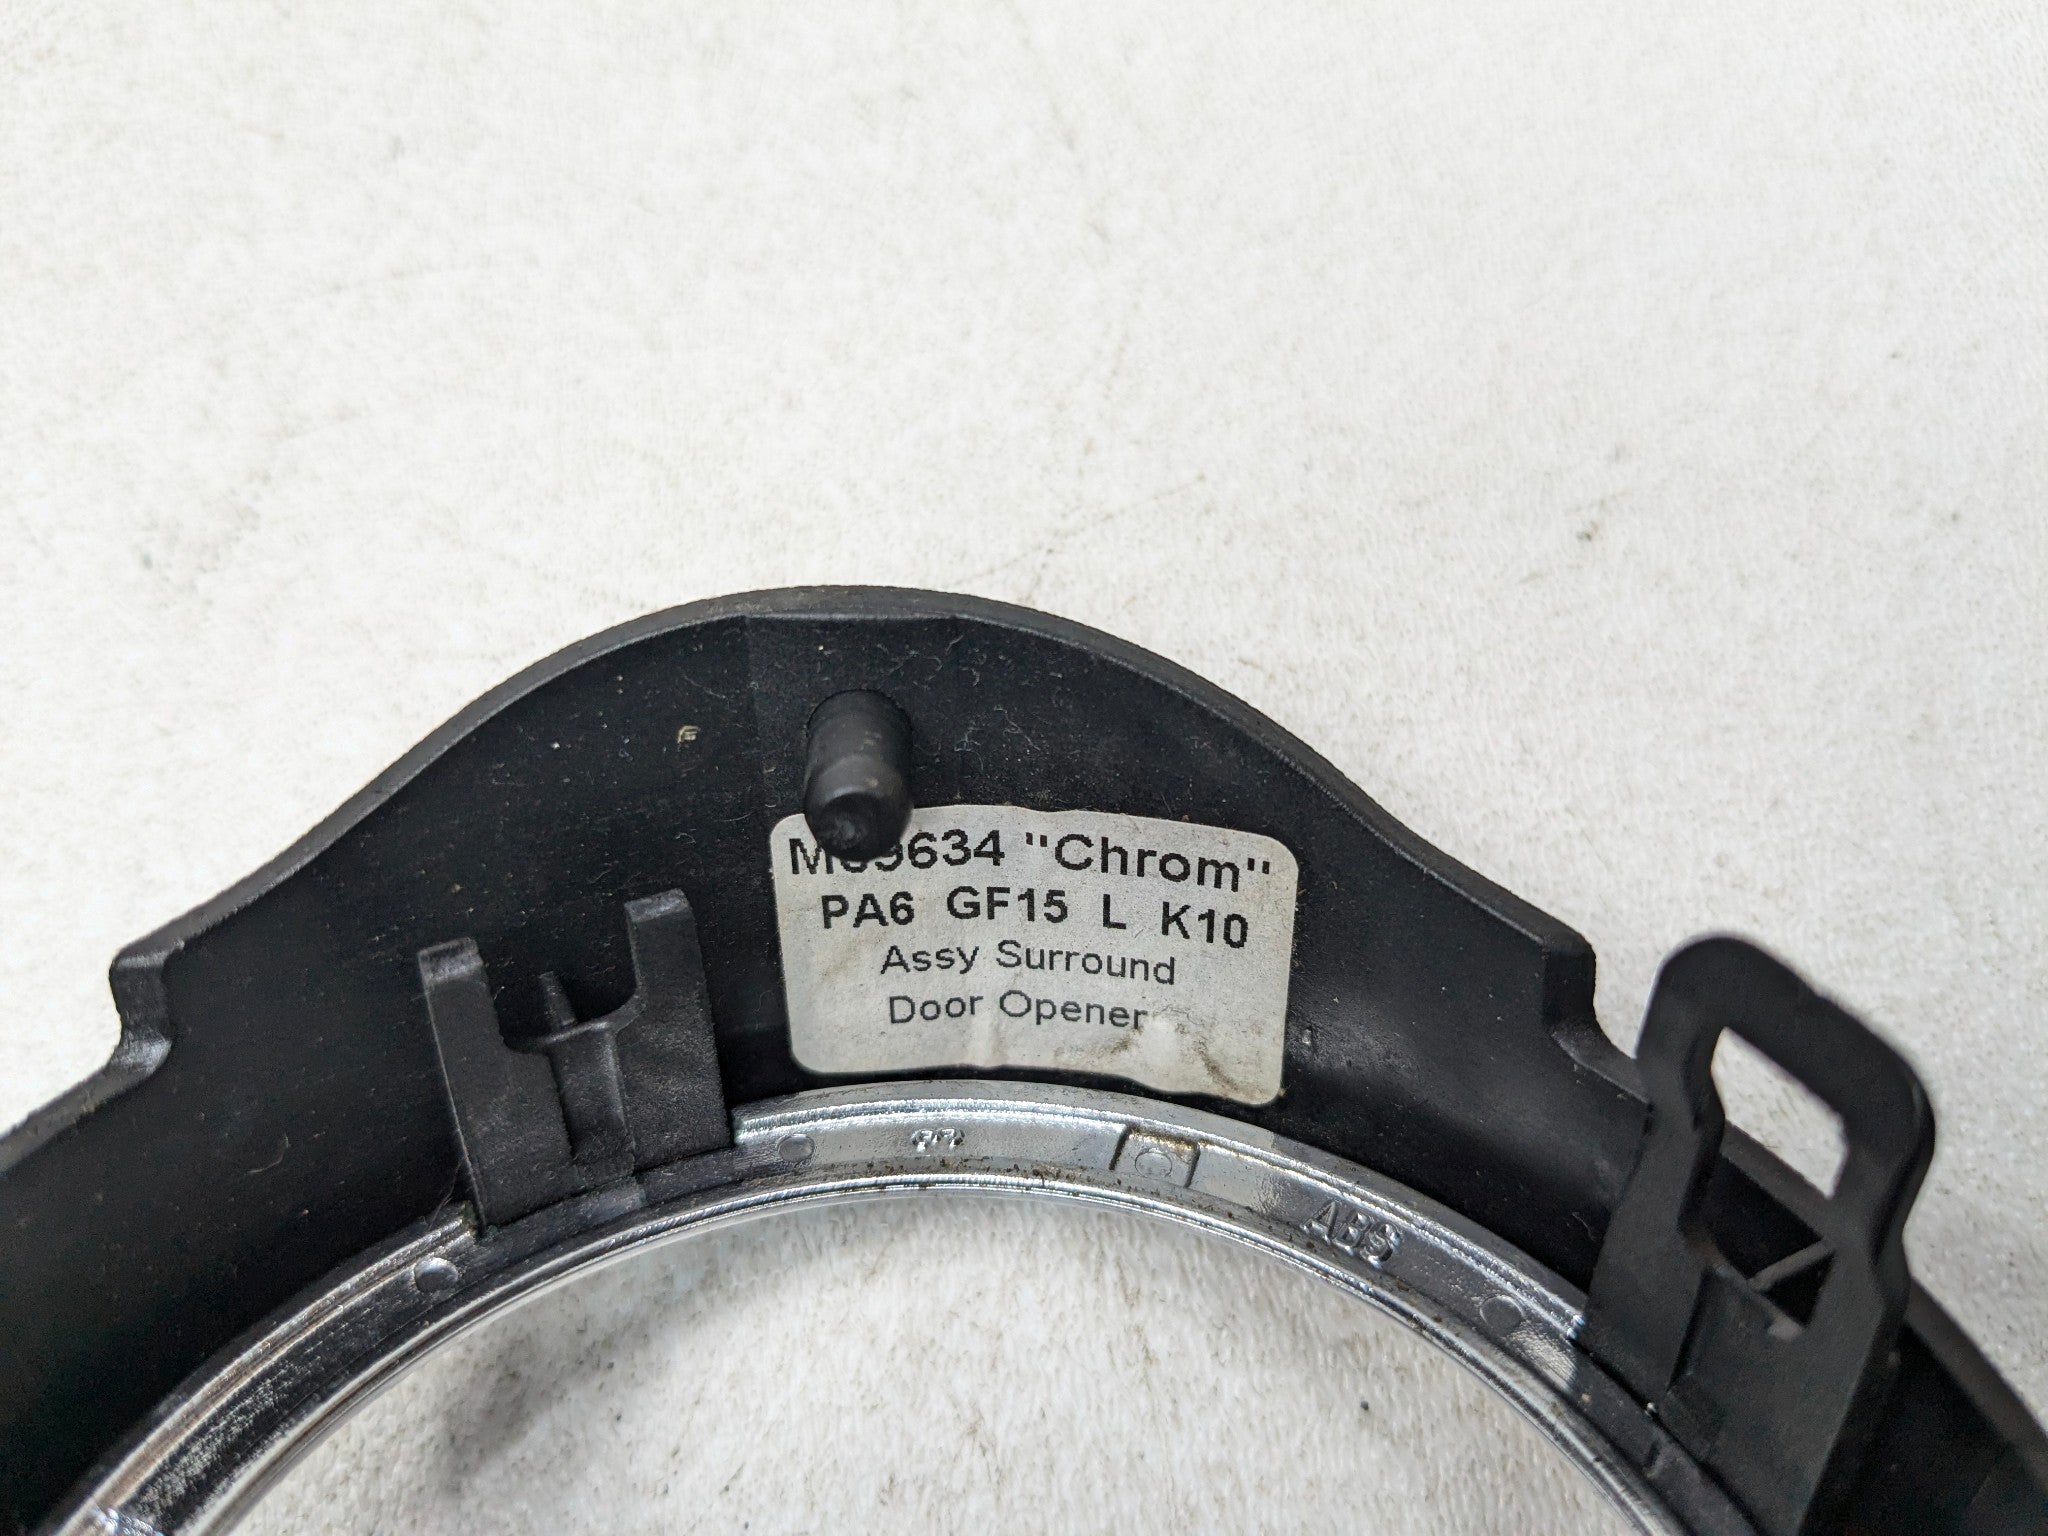 "Chrom"
PA6 GF15 L K10
Assy Surround
Door Opener
ABS